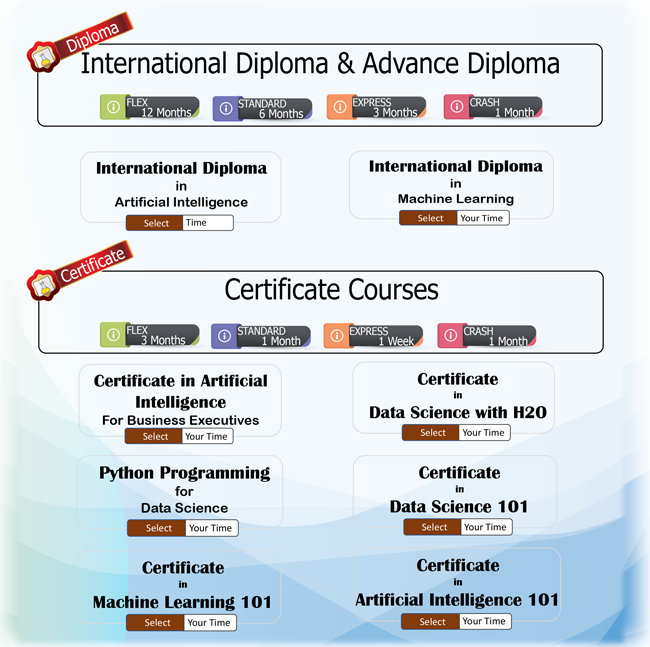 Diploma
International Diploma & Advance Diploma
FLEX
12 Months
STANDARD
6 Months
EXPRESS
3 Months
CRASH
1 Month
International Diploma
in
Artificial Intelligence
Select Time
International Diploma
in
Machine Learning
Select Your Time
Certificate
Certificate Courses
FLEX
3 Months
STANDARD
1 Month
EXPRESS
1 Week
CRASH
1 Month
Certificate in Artificial
Intelligence
For Business Executives
Select Your Time
Certificate
in
Data Science with H2O
Select Your Time
Python Programming
for
Data Science
Select Your Time
Certificate
in
Data Science 101
Select Your Time
Certificate
in
Machine Learning 101
Select Your Time
Certificate
in
Artificial Intelligence 101
Select Your Time